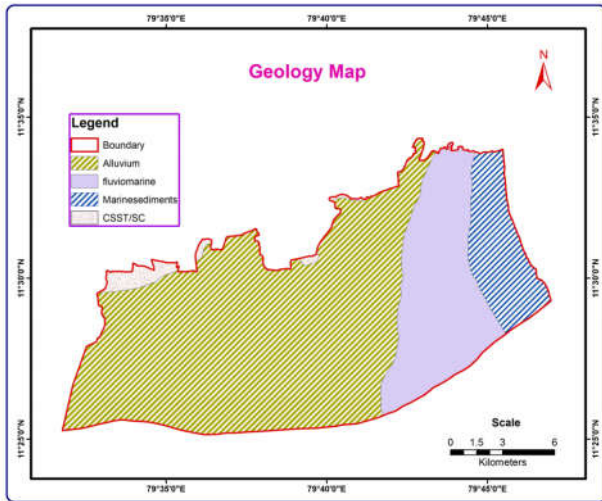 79°35'0"E 79°40'0"E 79°45'0"E
Geology Map
N
11°35'0"N 11°35'0"N
Legend
Boundary
Alluvium
fluviomarine
Marinesediments
CSST/SC
11°30'0"N 11°30'0"N
Scale
0 1.5 3 6
Kilometers
11°25'0"N 11°25'0"N
79°35'0"E 79°40'0"E 79°45'0"E